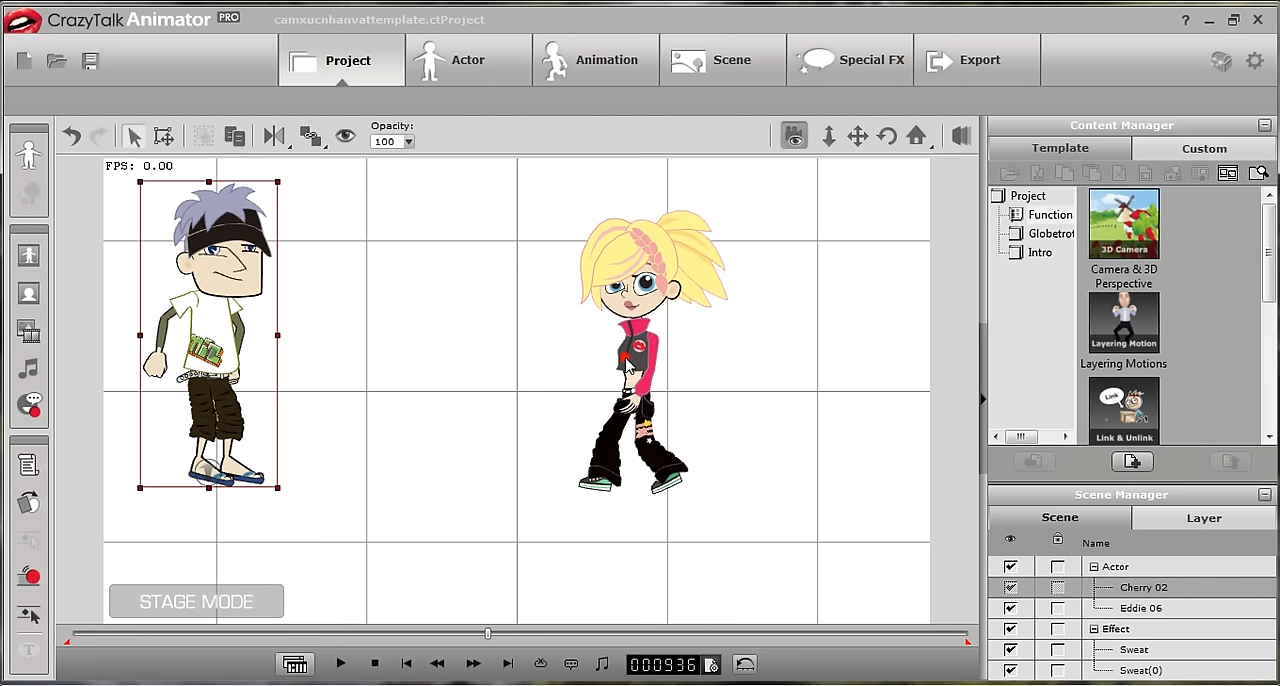 CrazyTalk Animator PRO
camxucnhanvattemplate.ctProject
?
Project
Actor
Animation
Scene
Special FX
Export
Opacity:
100
FPS: 0.00
STAGE MODE
000936
T
Content Manager
Template
Custom
Project
Function
Globetrot
Intro
3D Camera
Camera & 3D
Perspective
Layering Motion
Layering Motions
Link
Link & Unlink
Scene Manager
Scene
Layer
Name
Actor
Cherry 02
Eddie 06
Effect
Sweat
Sweat(0)